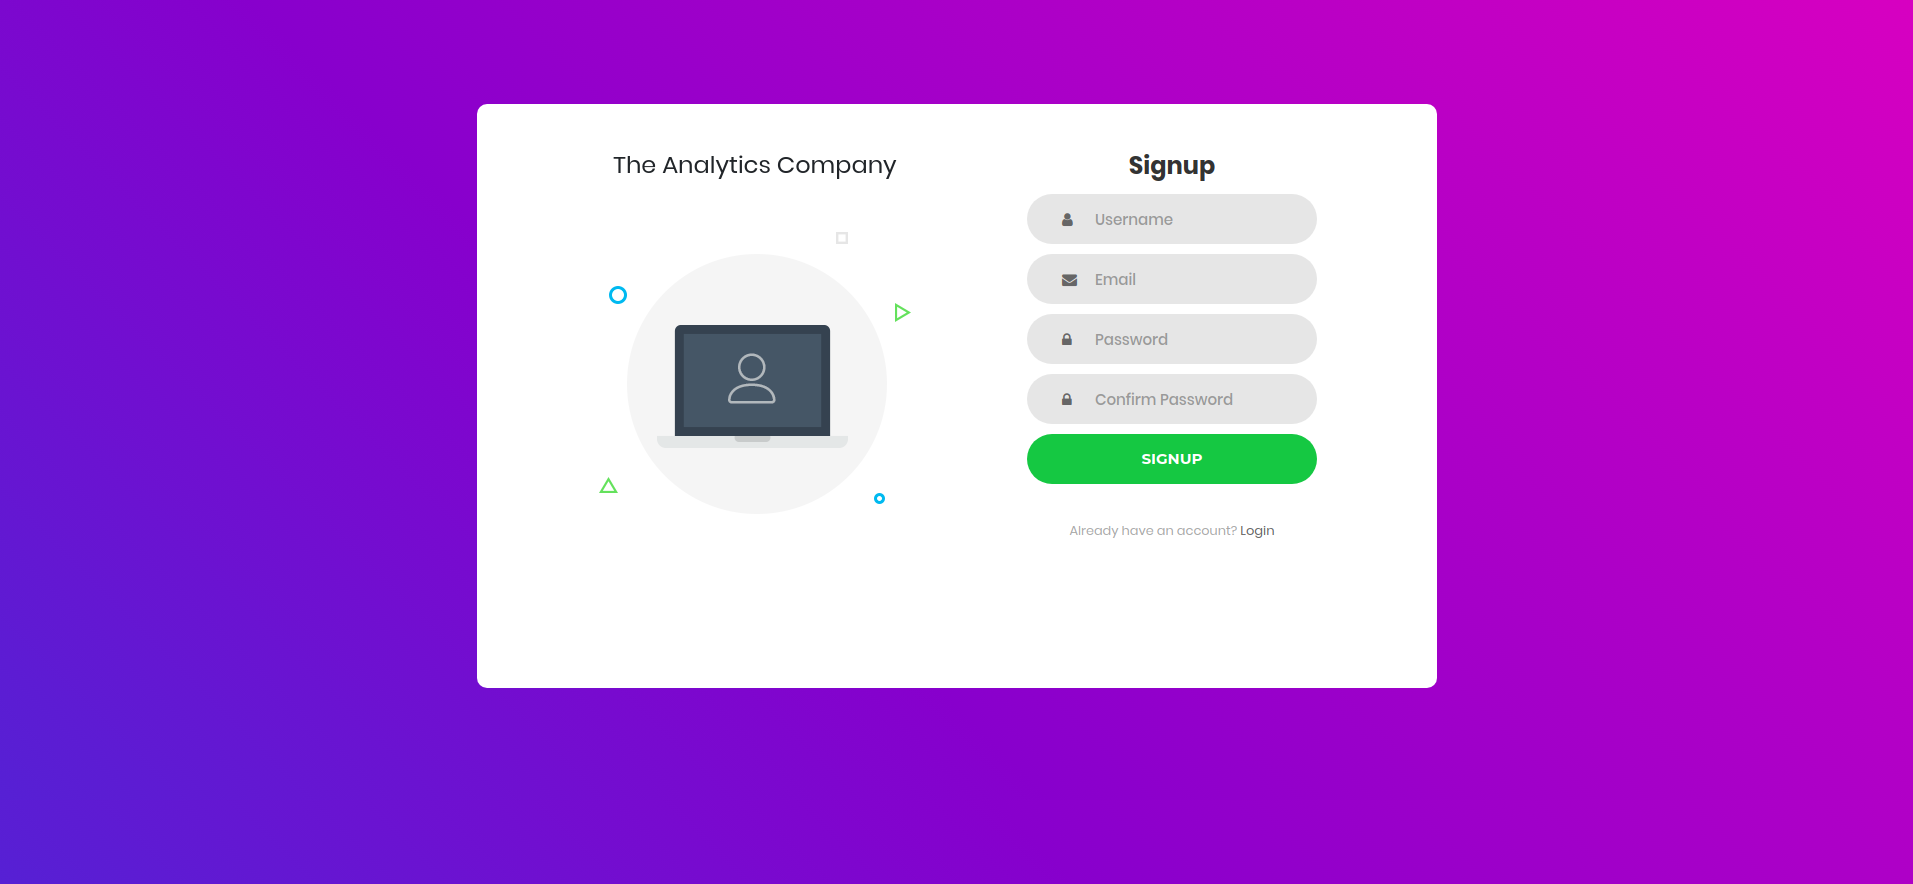 The Analytics Company
Signup
Username
Email
Password
Confirm Password
SIGNUP
Already have an account? Login